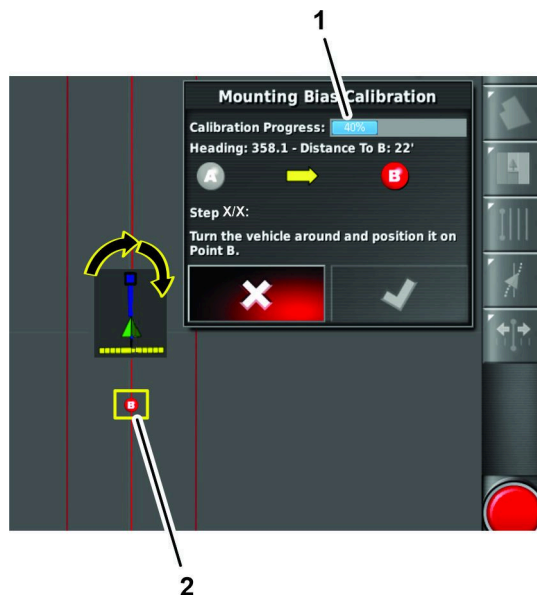 1
Mounting Bias Calibration
Calibration Progress: 40%
Heading: 358.1 - Distance To B: 22'
A B
Step X/X:
Turn the vehicle around and position it on
Point B.
B
2